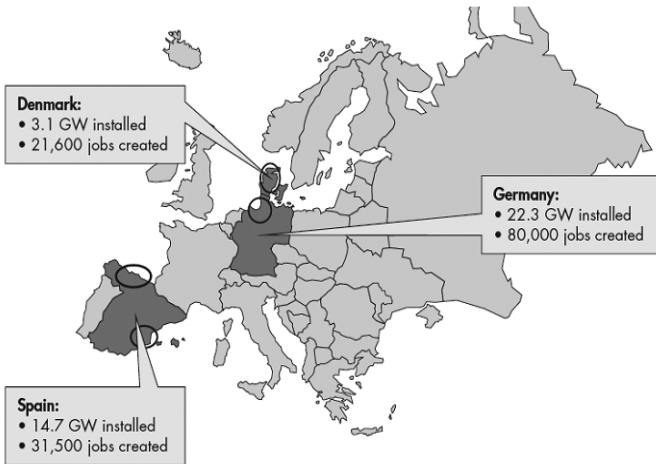 Denmark:
• 3.1 GW installed
• 21,600 jobs created
Germany:
• 22.3 GW installed
• 80,000 jobs created
Spain:
• 14.7 GW installed
• 31,500 jobs created